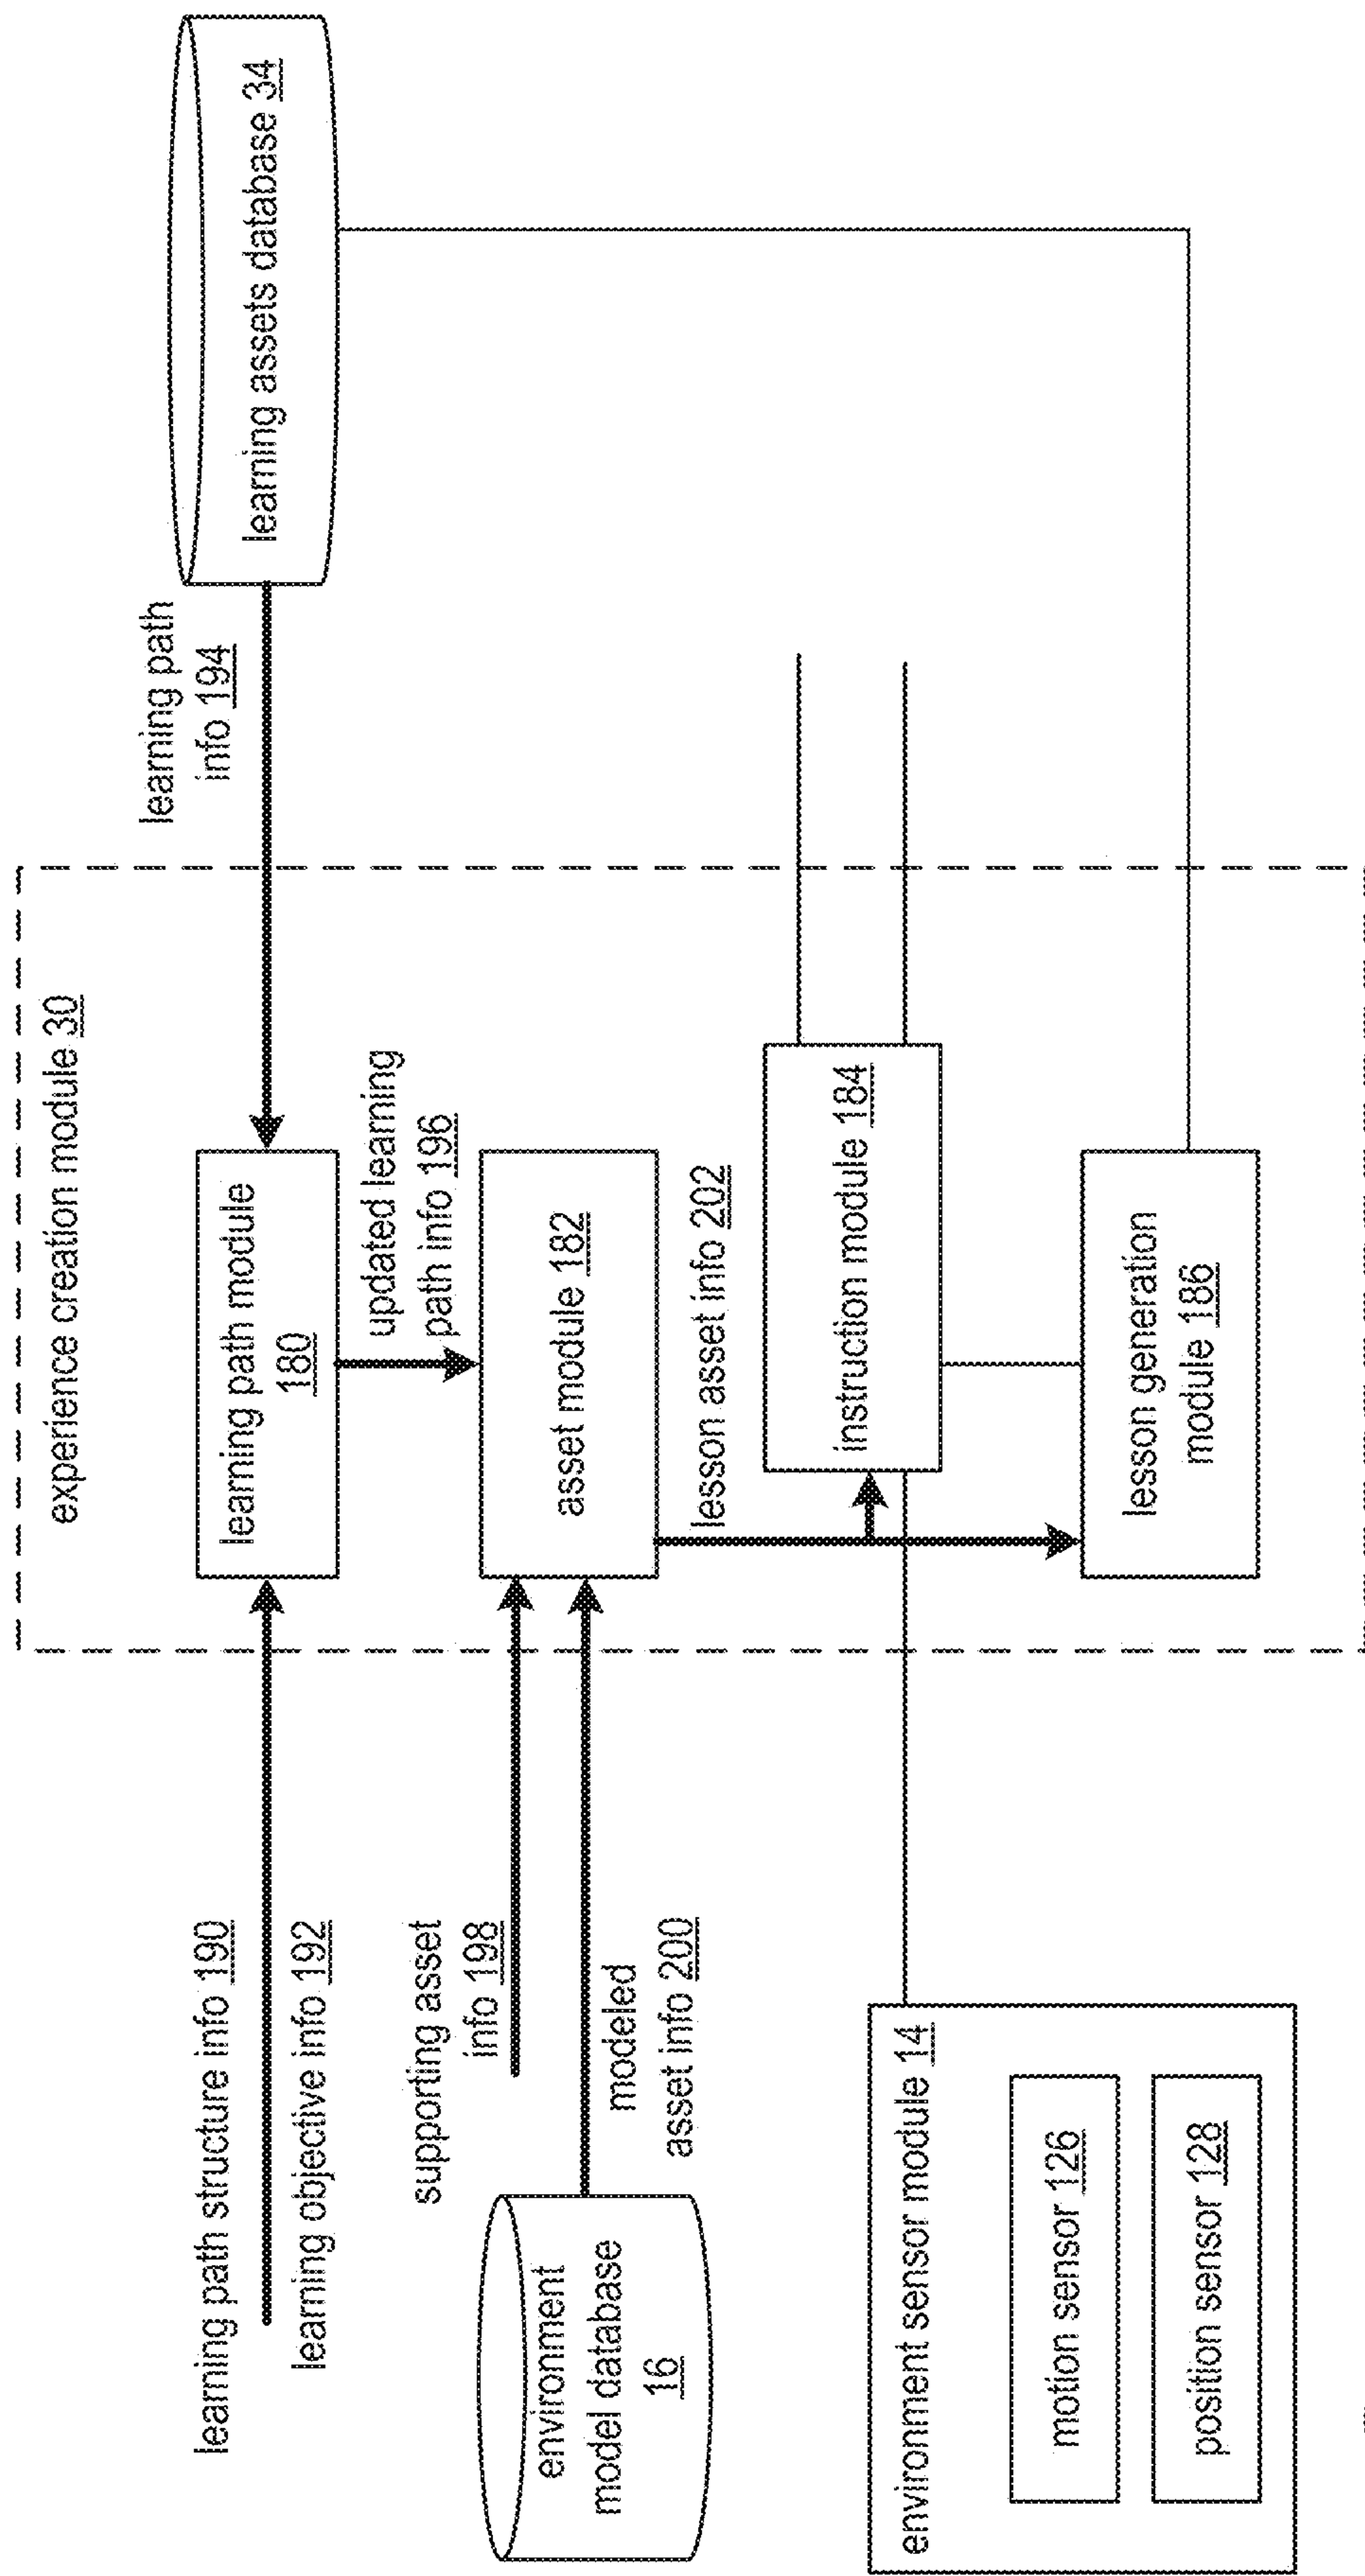 experience creation module 30
learning path structure info 190
learning objective info 192
learning path module
180
learning path
info 194
learning assets database 34
updated learning
path info 196
supporting asset
info 198
environment
model database
16
modeled
asset info 200
asset module 182
lesson asset info 202
instruction module 184
environment sensor module 14
motion sensor 126
position sensor 128
lesson generation
module 186